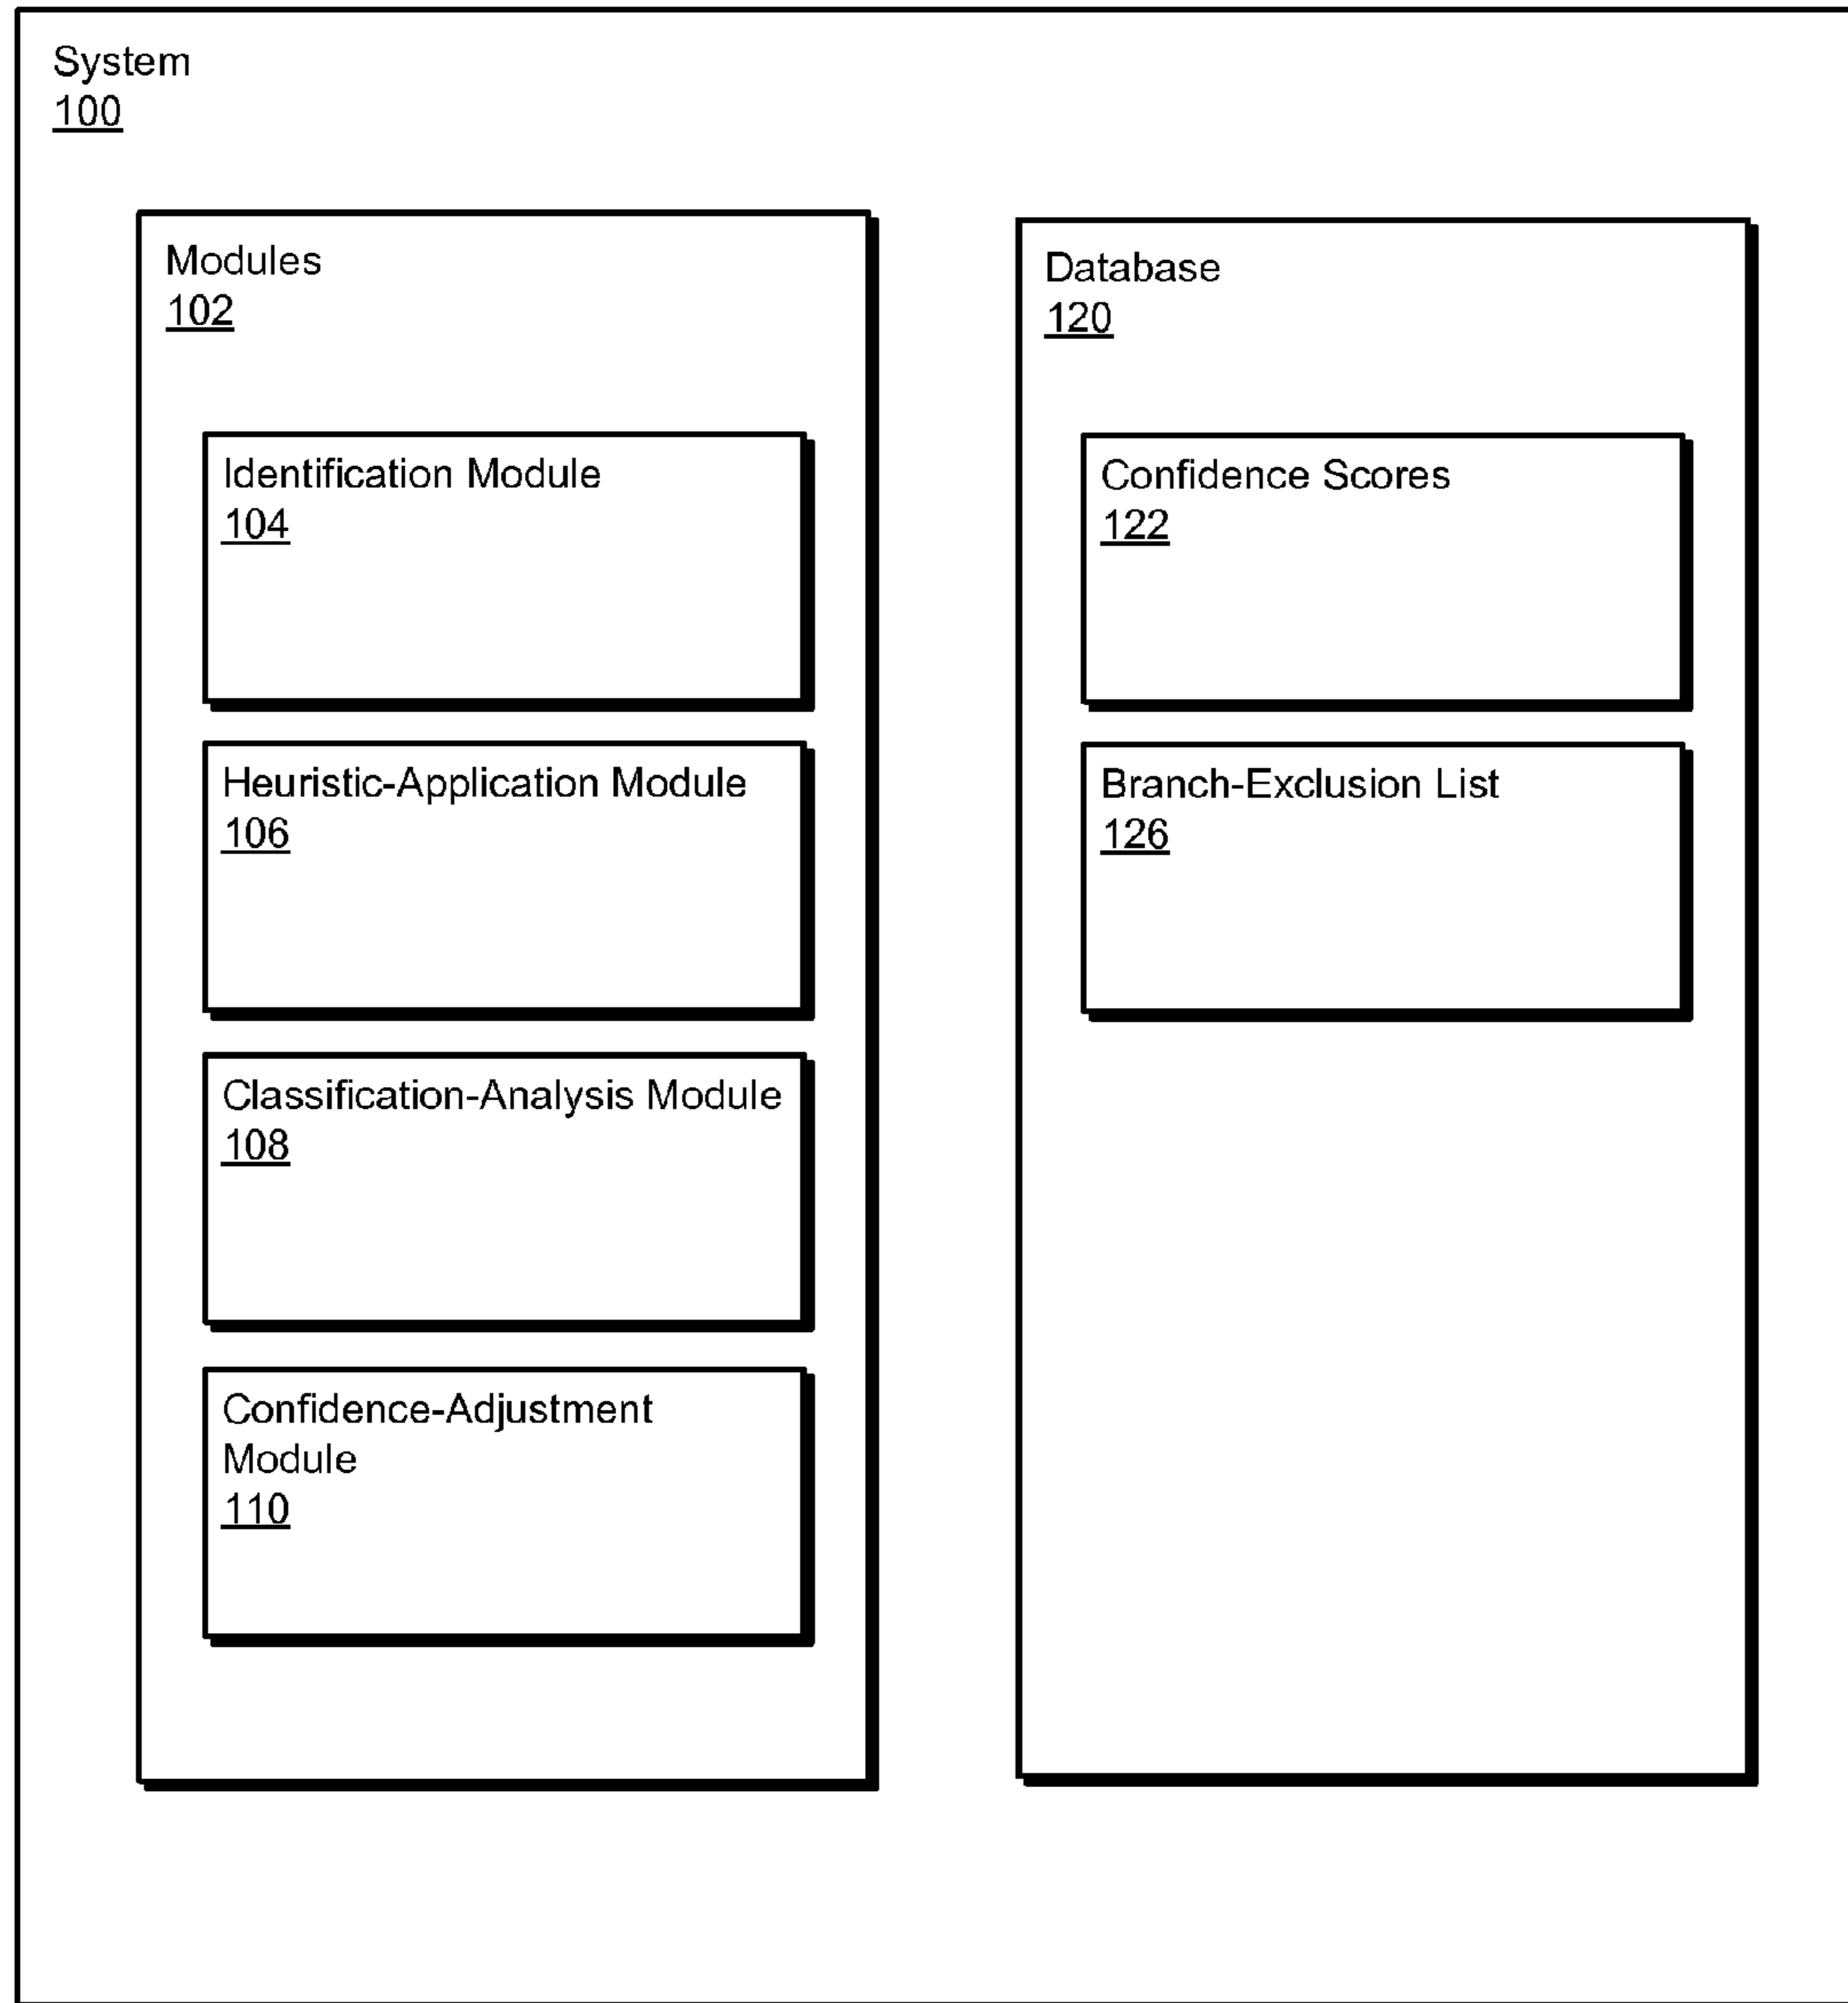 System
100
Modules
102
Identification Module
104
Heuristic-Application Module
106
Classification-Analysis Module
108
Confidence-Adjustment
Module
110
Database
120
Confidence Scores
122
Branch-Exclusion List
126